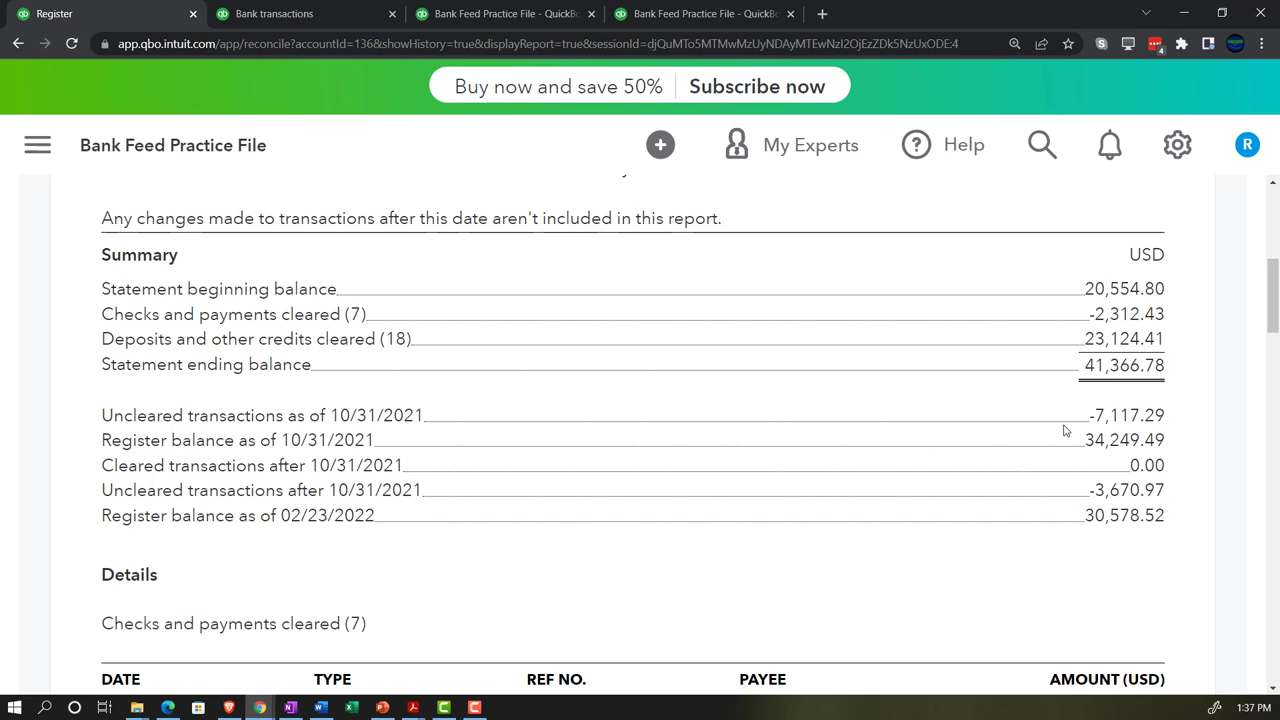 Register
Bank transactions
Bank Feed Practice File - QuickBo
Bank Feed Practice File - QuickBo
app.qbo.intuit.com/app/reconcile?accountId=136&showHistory=true&displayReport=true&sessionId=djQuMTo5MTMwMzUyNDAyMTEwNzI2OjEzZDk5NzUxODE:4
4
Buy now and save 50% Subscribe now
Bank Feed Practice File
My Experts
Help
R
Any changes made to transactions after this date aren't included in this report.
Summary USD
Statement beginning balance 20,554.80
Checks and payments cleared (7) -2,312.43
Deposits and other credits cleared (18) 23,124.41
Statement ending balance 41,366.78
Uncleared transactions as of 10/31/2021 -7,117.29
Register balance as of 10/31/2021 34,249.49
Cleared transactions after 10/31/2021 0.00
Uncleared transactions after 10/31/2021 -3,670.97
Register balance as of 02/23/2022 30,578.52
Details
Checks and payments cleared (7)
DATE TYPE REF NO. PAYEE AMOUNT (USD)
1:37 PM